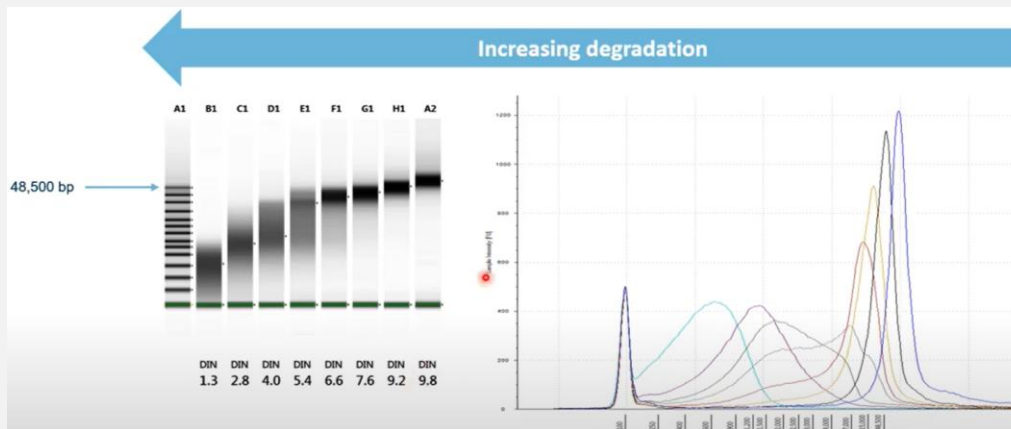 Increasing degradation
A1 B1 C1 D1 E1 F1 G1 H1 A2
48,500 bp
DIN DIN DIN DIN DIN DIN DIN DIN
1.3 2.8 4.0 5.4 6.6 7.6 9.2 9.8
1200
1000
800
600
400
200
0